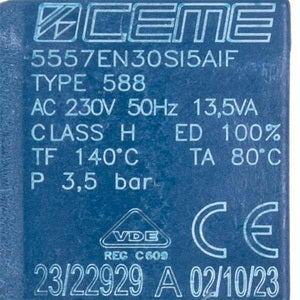 CEME
5557EN30SI5AIF
TYPE 588
AC 230V 50Hz 13,5VA
CLASS H ED 100%
TF 140°C TA 80°C
P 3,5 bar
VDE
REG C609
CE
23/22929 A 02/10/23